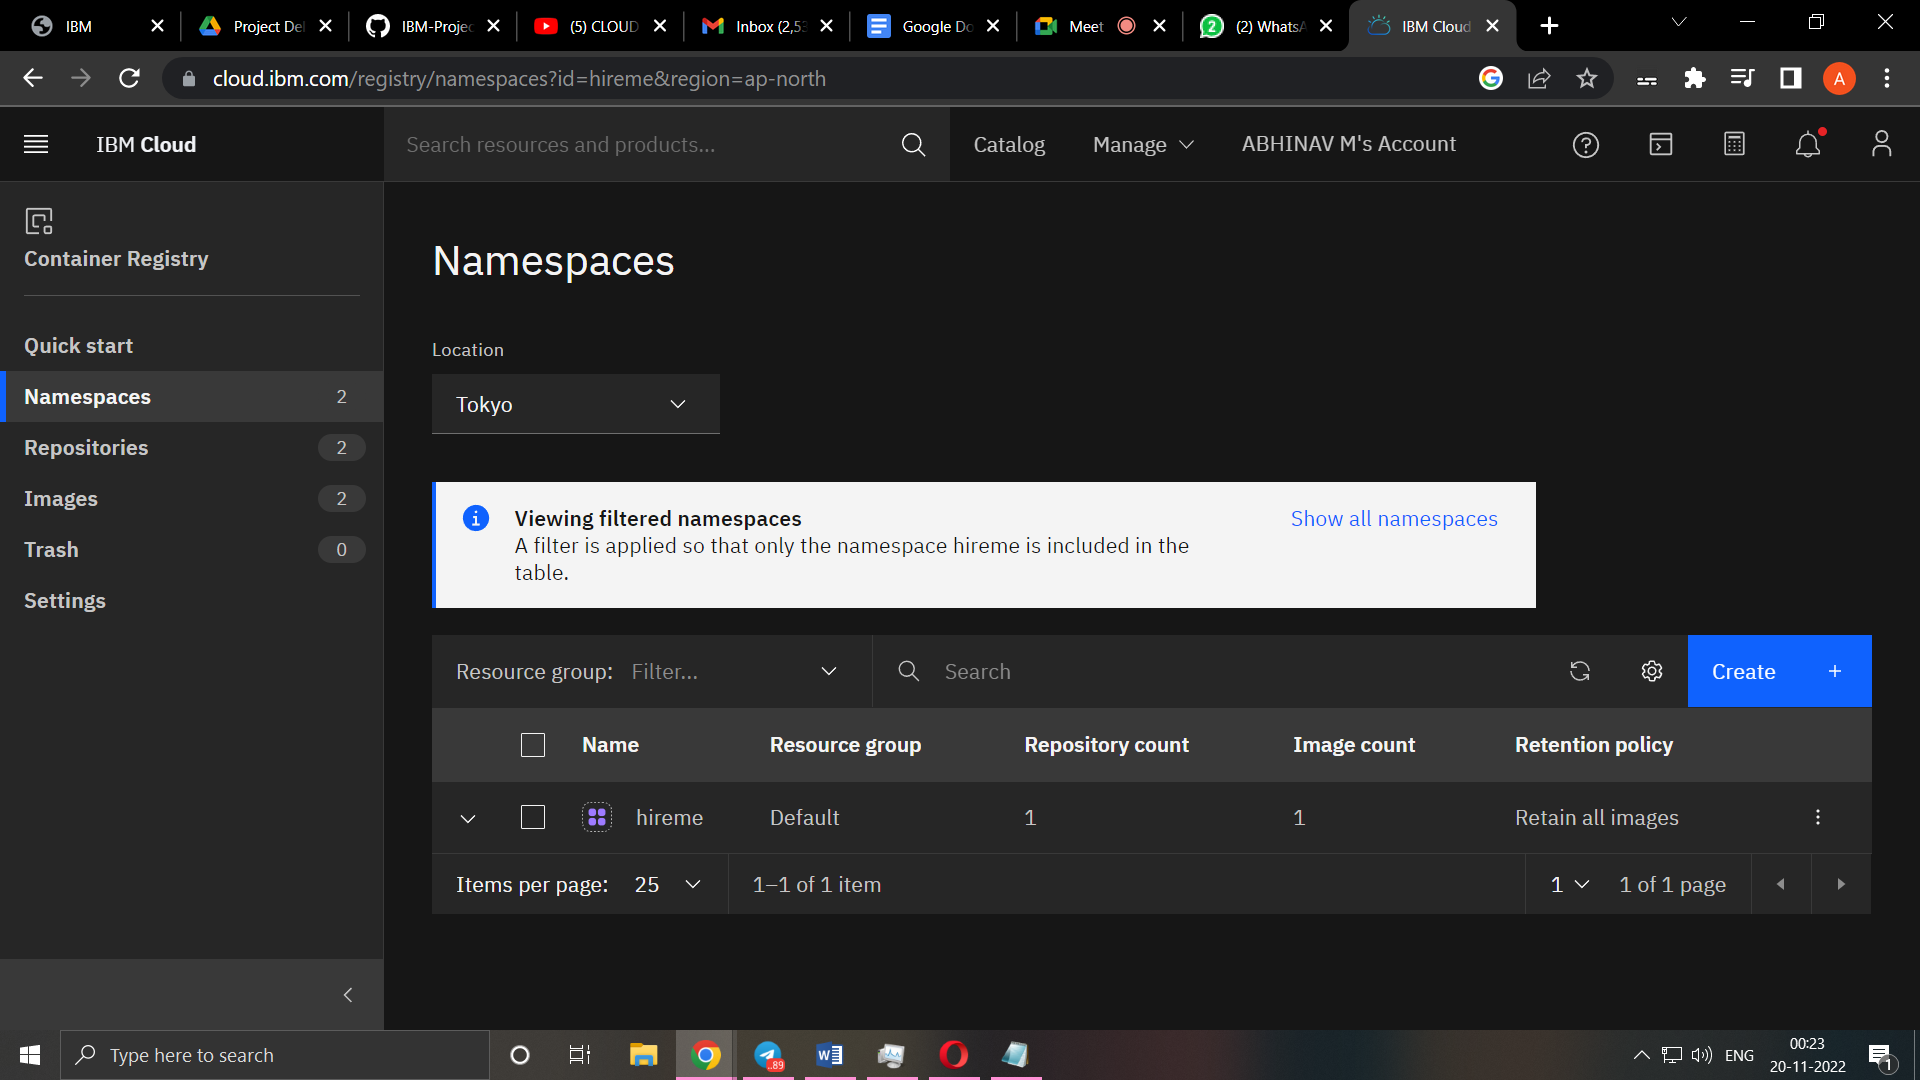 IBM
Project De
IBM-Projec
(5) CLOUD
Inbox (2,53
Google Do
Meet
(2) WhatsA
IBM Cloud
cloud.ibm.com/registry/namespaces?id=hireme&region=ap-north
A
IBM Cloud
Search resources and products...
Catalog
Manage
ABHINAV M's Account
Container Registry
Quick start
Namespaces 2
Repositories 2
Images 2
Trash 0
Settings
Namespaces
Location
Tokyo
Viewing filtered namespaces
Show all namespaces
A filter is applied so that only the namespace hireme is included in the
table.
Resource group: Filter...
Search
Create +
Name Resource group Repository count Image count Retention policy
hireme Default 1 1 Retain all images
Items per page: 25
1–1 of 1 item
1
1 of 1 page
Type here to search
..89
ENG
00:23
20-11-2022
1